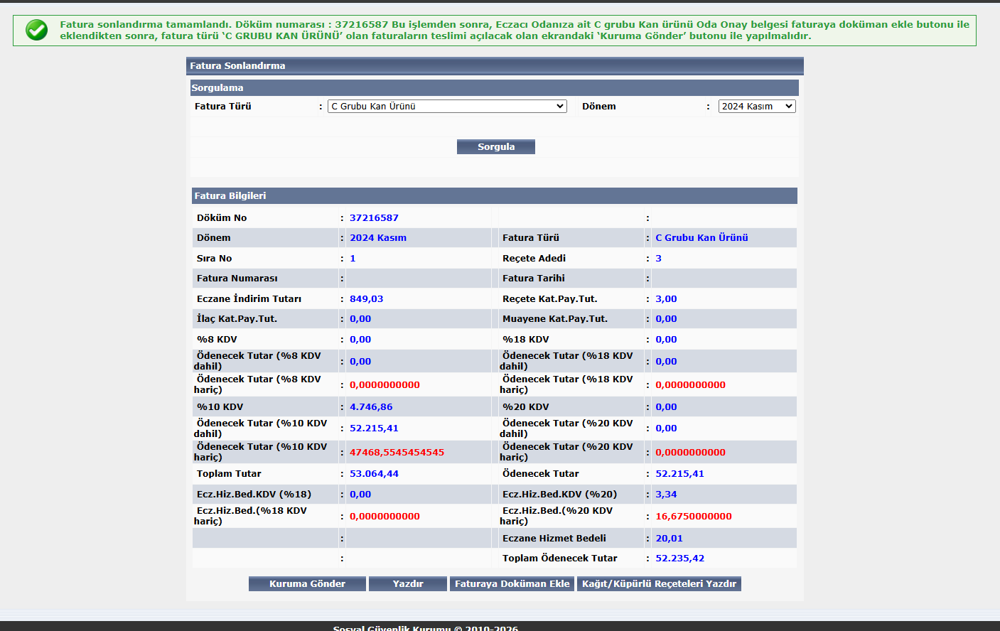 Fatura sonlandırma tamamlandı. Döküm numarası : 37216587 Bu işlemden sonra, Eczacı Odanıza ait C grubu Kan ürünü Oda Onay belgesi faturaya doküman ekle butonu ile
eklendikten sonra, fatura türü ‘C GRUBU KAN ÜRÜNÜ’ olan faturaların teslimi açılacak olan ekrandaki ‘Kuruma Gönder’ butonu ile yapılmalıdır.
Fatura Sonlandırma
Sorgulama
Fatura Türü : C Grubu Kan Ürünü Dönem : 2024 Kasım
Sorgula
Fatura Bilgileri
Döküm No : 37216587 :
Dönem : 2024 Kasım Fatura Türü : C Grubu Kan Ürünü
Sıra No : 1 Reçete Adedi : 3
Fatura Numarası : Fatura Tarihi :
Eczane İndirim Tutarı : 849,03 Reçete Kat.Pay.Tut. : 3,00
İlaç Kat.Pay.Tut. : 0,00 Muayene Kat.Pay.Tut. : 0,00
%8 KDV : 0,00 %18 KDV : 0,00
Ödenecek Tutar (%8 KDV dahil) : 0,00 Ödenecek Tutar (%18 KDV dahil) : 0,00
Ödenecek Tutar (%8 KDV hariç) : 0,0000000000 Ödenecek Tutar (%18 KDV hariç) : 0,0000000000
%10 KDV : 4.746,86 %20 KDV : 0,00
Ödenecek Tutar (%10 KDV dahil) : 52.215,41 Ödenecek Tutar (%20 KDV dahil) : 0,00
Ödenecek Tutar (%10 KDV hariç) : 47468,5545454545 Ödenecek Tutar (%20 KDV hariç) : 0,0000000000
Toplam Tutar : 53.064,44 Ödenecek Tutar : 52.215,41
Ecz.Hiz.Bed.KDV (%18) : 0,00 Ecz.Hiz.Bed.KDV (%20) : 3,34
Ecz.Hiz.Bed.(%18 KDV hariç) : 0,0000000000 Ecz.Hiz.Bed.(%20 KDV hariç) : 16,6750000000
: Eczane Hizmet Bedeli : 20,01
: Toplam Ödenecek Tutar : 52.235,42
Kuruma Gönder Yazdır Faturaya Doküman Ekle Kağıt/Küpürlü Reçeteleri Yazdır
Sosyal Güvenlik Kurumu © 2010-2026